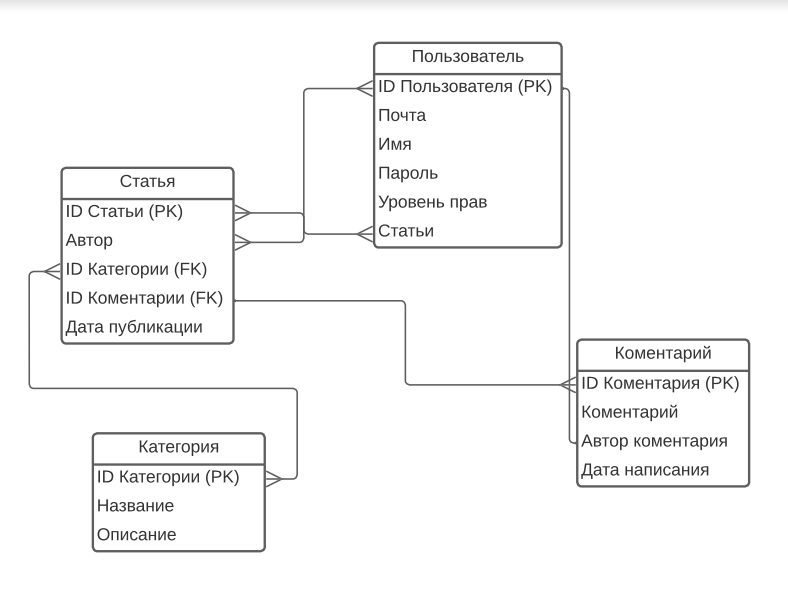 Пользователь
ID Пользователя (PK)
Почта
Имя
Пароль
Уровень прав
Статьи
Статья
ID Статьи (PK)
Автор
ID Категории (FK)
ID Коментарии (FK)
Дата публикации
Коментарий
ID Коментария (PK)
Коментарий
Автор коментария
Дата написания
Категория
ID Категории (PK)
Название
Описание